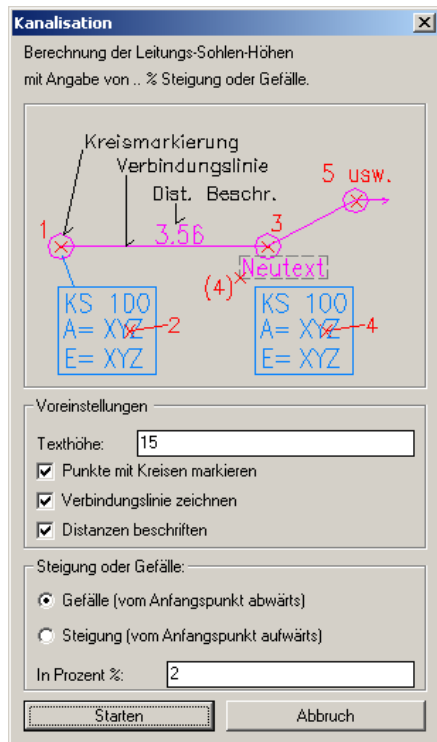 Kanalisation
Berechnung der Leitungs-Sohlen-Höhen
mit Angabe von .. % Steigung oder Gefälle.
Kreismarkierung
Verbindungslinie
Dist. Beschr.
5 usw.
1
3.56
3
Neutext
(4)
KS 100
A= XYZ
E= XYZ
2
KS 100
A= XYZ
E= XYZ
4
Voreinstellungen
Texthöhe: 15
Punkte mit Kreisen markieren
Verbindungslinie zeichnen
Distanzen beschriften
Steigung oder Gefälle:
Gefälle (vom Anfangspunkt abwärts)
Steigung (vom Anfangspunkt aufwärts)
In Prozent %: 2
Starten Abbruch